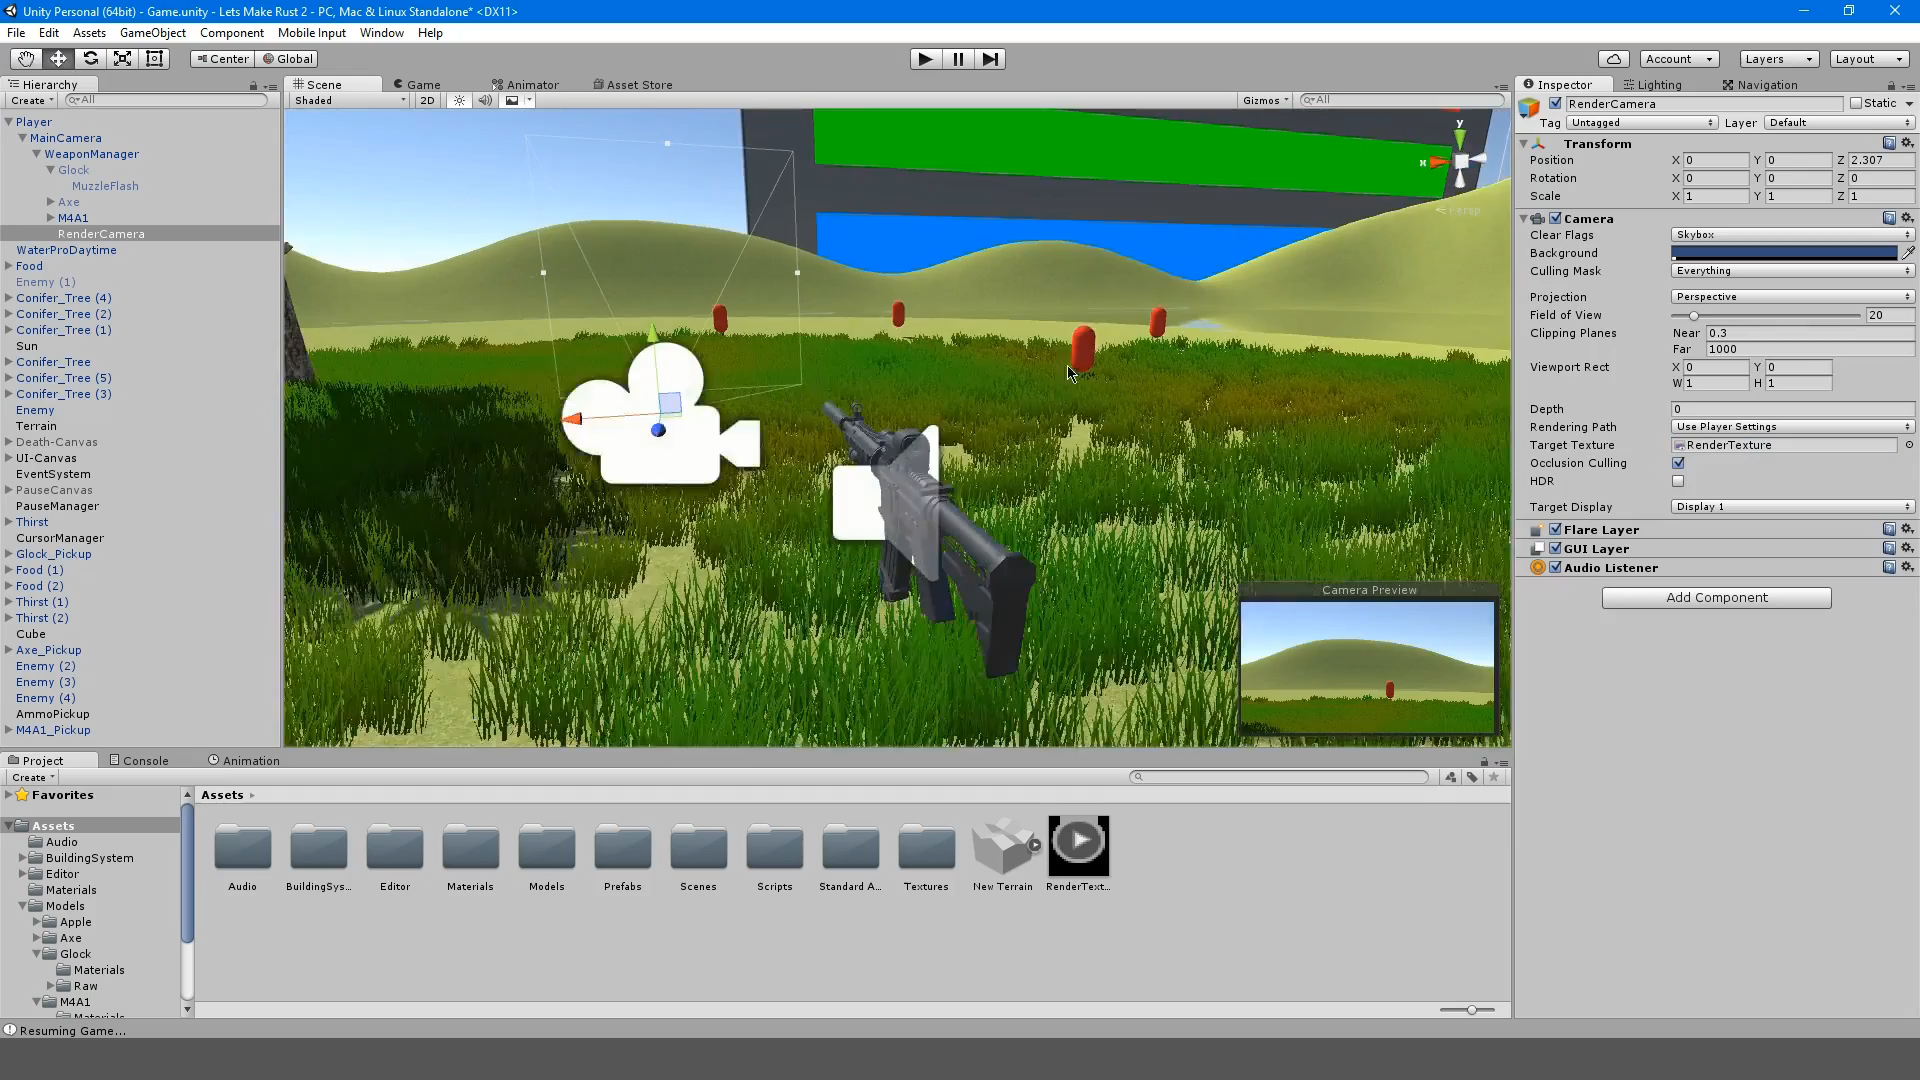 Unity Personal (64bit) - Game.unity - Lets Make Rust 2 - PC, Mac & Linux Standalone* <DX11>
File Edit Assets GameObject Component Mobile Input Window Help
Center Global Account Layers Layout
Hierarchy
Create All
Player
MainCamera
WeaponManager
Glock
MuzzleFlash
Axe
M4A1
RenderCamera
WaterProDaytime
Food
Enemy (1)
Conifer_Tree (4)
Conifer_Tree (2)
Conifer_Tree (1)
Sun
Conifer_Tree
Conifer_Tree (5)
Conifer_Tree (3)
Enemy
Terrain
Death-Canvas
UI-Canvas
EventSystem
PauseCanvas
PauseManager
Thirst
CursorManager
Glock_Pickup
Food (1)
Food (2)
Thirst (1)
Thirst (2)
Cube
Axe_Pickup
Enemy (2)
Enemy (3)
Enemy (4)
AmmoPickup
M4A1_Pickup
Scene Game Animator Asset Store
Shaded 2D Gizmos All
y
x
Persp
Camera Preview
Inspector Lighting Navigation
RenderCamera Static
Tag Untagged Layer Default
Transform
Position X 0 Y 0 Z 2.307
Rotation X 0 Y 0 Z 0
Scale X 1 Y 1 Z 1
Camera
Clear Flags Skybox
Background
Culling Mask Everything
Projection Perspective
Field of View 20
Clipping Planes Near 0.3
Far 1000
Viewport Rect X 0 Y 0
W 1 H 1
Depth 0
Rendering Path Use Player Settings
Target Texture RenderTexture
Occlusion Culling
HDR
Target Display Display 1
Flare Layer
GUI Layer
Audio Listener
Add Component
Project Console Animation
Create
Favorites
Assets
Audio
BuildingSystem
Editor
Materials
Models
Apple
Axe
Glock
Materials
Raw
M4A1
Materials
Assets
Audio BuildingSys... Editor Materials Models Prefabs Scenes Scripts Standard A... Textures New Terrain RenderText...
Resuming Game...